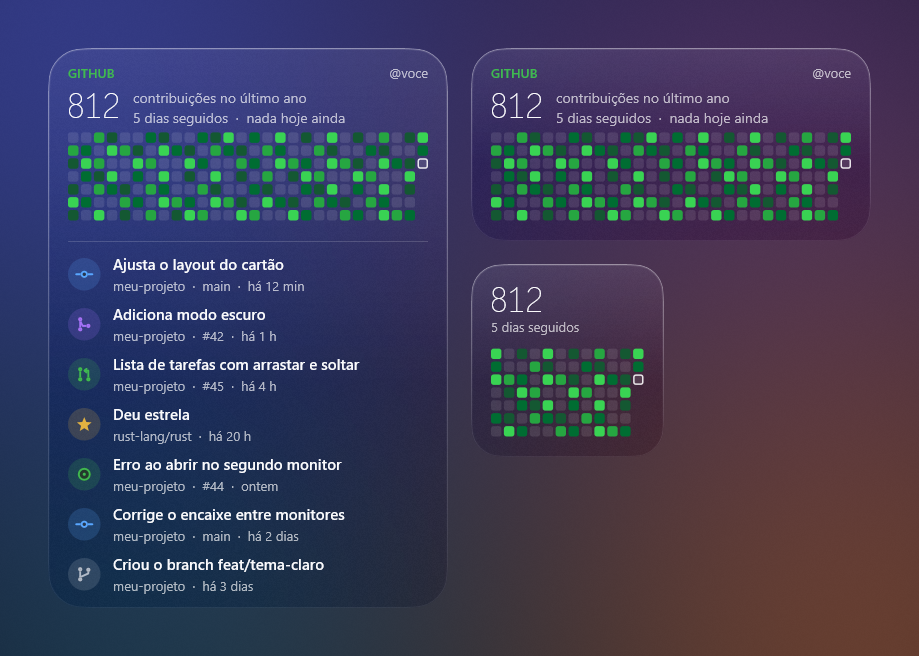 GITHUB
@voce
812
contribuições no último ano
5 dias seguidos · nada hoje ainda
Ajusta o layout do cartão
meu-projeto · main · há 12 min
Adiciona modo escuro
meu-projeto · #42 · há 1 h
Lista de tarefas com arrastar e soltar
meu-projeto · #45 · há 4 h
Deu estrela
rust-lang/rust · há 20 h
Erro ao abrir no segundo monitor
meu-projeto · #44 · ontem
Corrige o encaixe entre monitores
meu-projeto · main · há 2 dias
Criou o branch feat/tema-claro
meu-projeto · há 3 dias
GITHUB
@voce
812
contribuições no último ano
5 dias seguidos · nada hoje ainda
812
5 dias seguidos